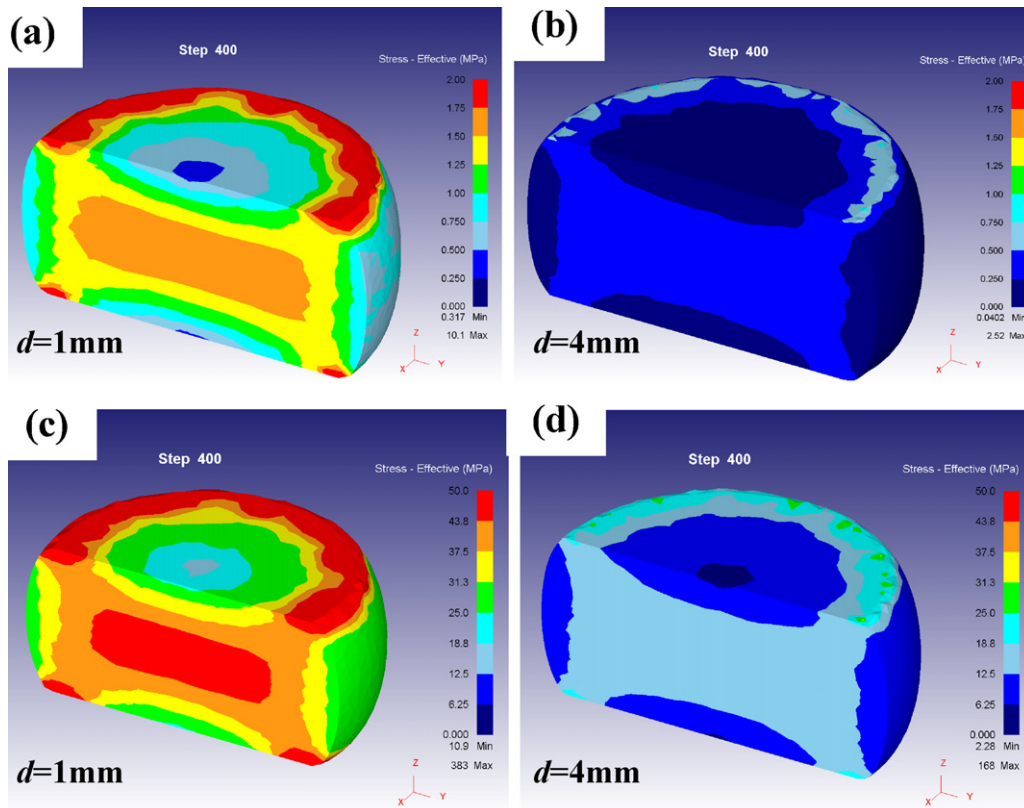 (a)
Step 400
Stress - Effective (MPa)
2.00
1.75
1.50
1.25
1.00
0.750
0.500
0.250
0.000
0.317 Min
10.1 Max
d=1mm
Z
X Y
(b)
Step 400
Stress - Effective (MPa)
2.00
1.75
1.50
1.25
1.00
0.750
0.500
0.250
0.000
0.0402 Min
2.52 Max
d=4mm
Z
X Y
(c)
Step 400
Stress - Effective (MPa)
50.0
43.8
37.5
31.3
25.0
18.8
12.5
6.25
0.000
10.9 Min
383 Max
d=1mm
Z
X Y
(d)
Step 400
Stress - Effective (MPa)
50.0
43.8
37.5
31.3
25.0
18.8
12.5
6.25
0.000
2.28 Min
168 Max
d=4mm
Z
X Y